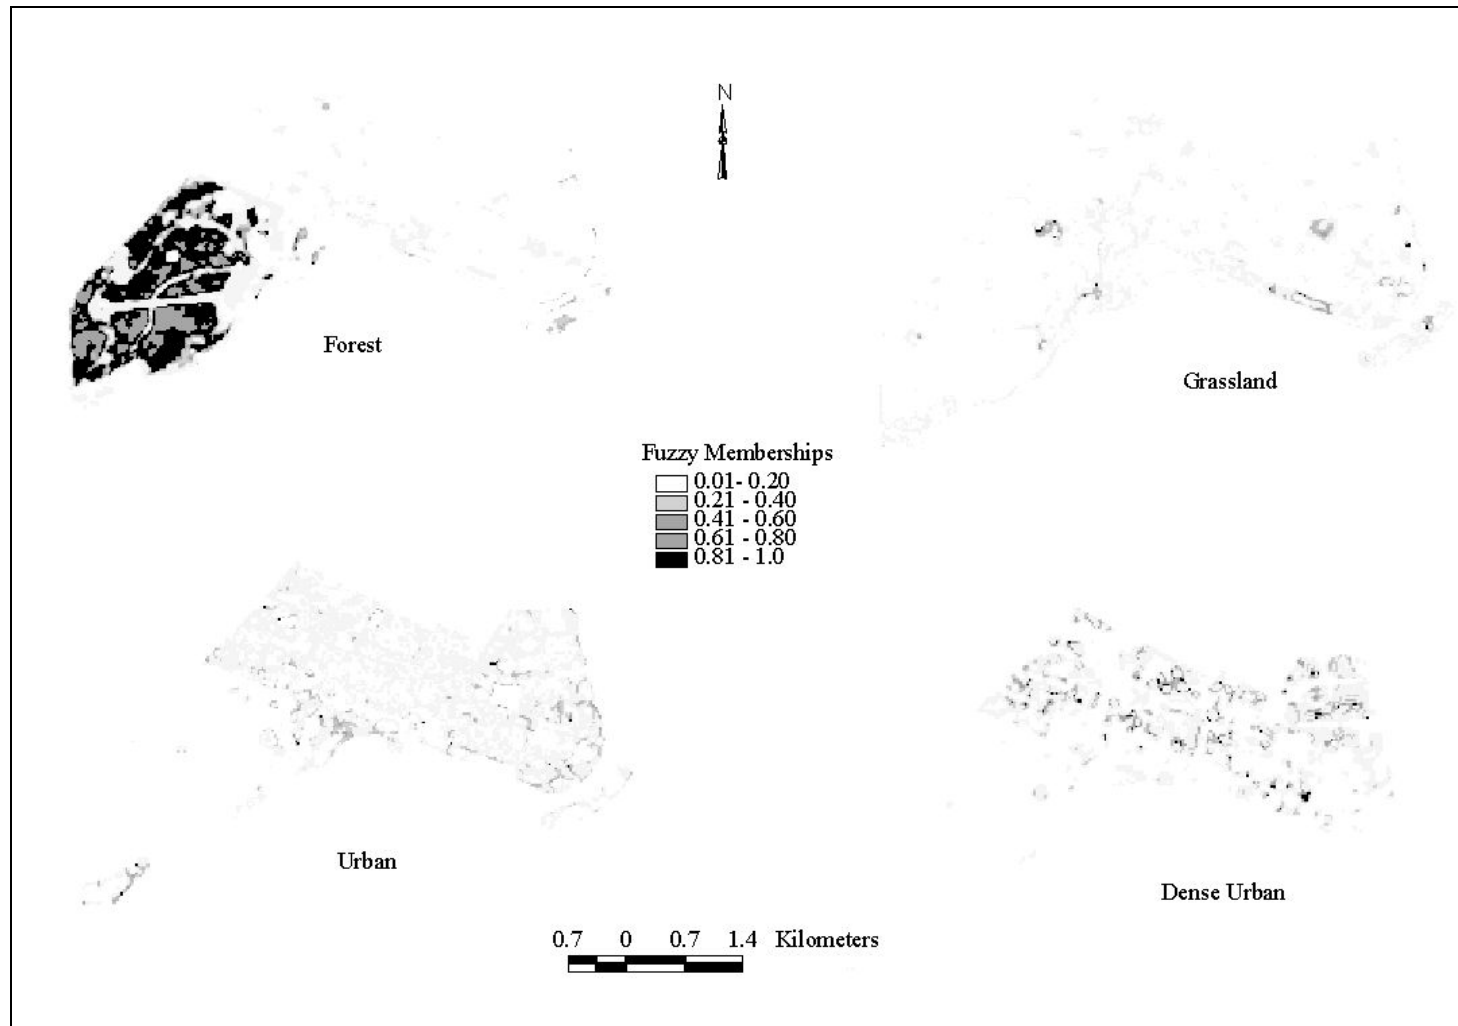 N
Forest
Grassland
Fuzzy Memberships
0.01- 0.20
0.21 - 0.40
0.41 - 0.60
0.61 - 0.80
0.81 - 1.0
Urban
Dense Urban
0.7 0 0.7 1.4 Kilometers